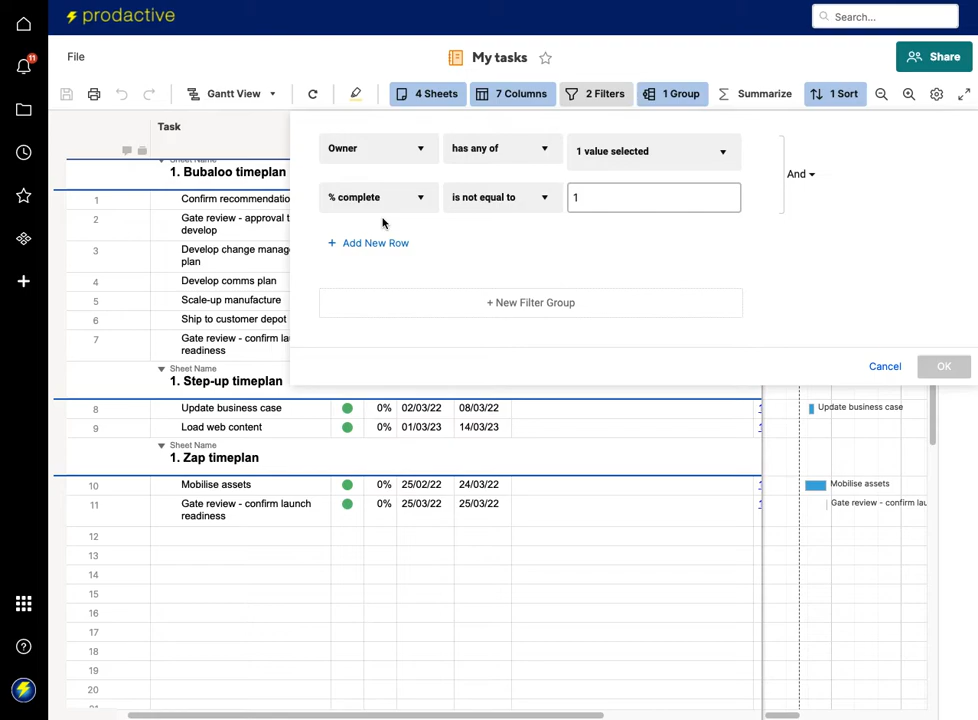 prodactive
Search...
11
File
My tasks
Share
Gantt View
4 Sheets
7 Columns
2 Filters
1 Group
Summarize
1 Sort
Task
Owner
has any of
1 value selected
And
% complete
is not equal to
1
+ Add New Row
+ New Filter Group
Cancel
OK
Sheet Name
1. Bubaloo timeplan
1
Confirm recommendatio
2
Gate review - approval t
develop
3
Develop change manag
plan
4
Develop comms plan
5
Scale-up manufacture
6
Ship to customer depot
7
Gate review - confirm la
readiness
Sheet Name
1. Step-up timeplan
8
Update business case
0%
02/03/22
08/03/22
1
Update business case
9
Load web content
0%
01/03/23
14/03/23
1
Sheet Name
1. Zap timeplan
10
Mobilise assets
0%
25/02/22
24/03/22
1
Mobilise assets
11
Gate review - confirm launch
readiness
0%
25/03/22
25/03/22
1
Gate review - confirm lau
12
13
14
15
16
17
18
19
20